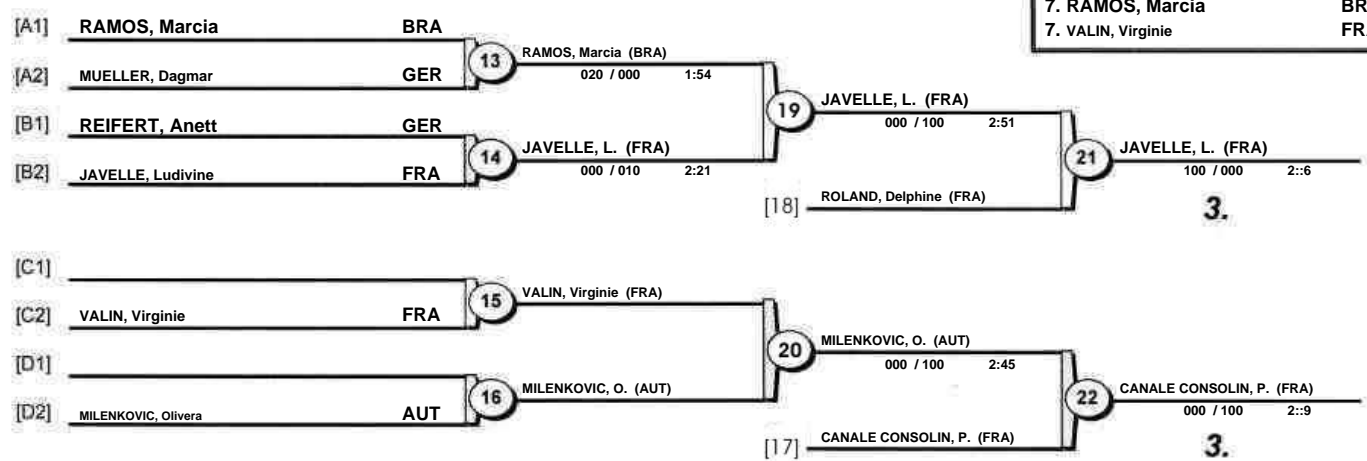 7. RAMOS, Marcia BR
7. VALIN, Virginie FRA
[A1] RAMOS, Marcia BRA
13 RAMOS, Marcia (BRA)
020 / 000 1:54
[A2] MUELLER, Dagmar GER
19 JAVELLE, L. (FRA)
000 / 100 2:51
[B1] REIFERT, Anett GER
14 JAVELLE, L. (FRA)
000 / 010 2:21
21 JAVELLE, L. (FRA)
100 / 000 2::6
[B2] JAVELLE, Ludivine FRA
[18] ROLAND, Delphine (FRA)
3.
[C1]
15 VALIN, Virginie (FRA)
[C2] VALIN, Virginie FRA
20 MILENKOVIC, O. (AUT)
000 / 100 2:45
[D1]
16 MILENKOVIC, O. (AUT)
22 CANALE CONSOLIN, P. (FRA)
000 / 100 2::9
[D2] MILENKOVIC, Olivera AUT
[17] CANALE CONSOLIN, P. (FRA)
3.